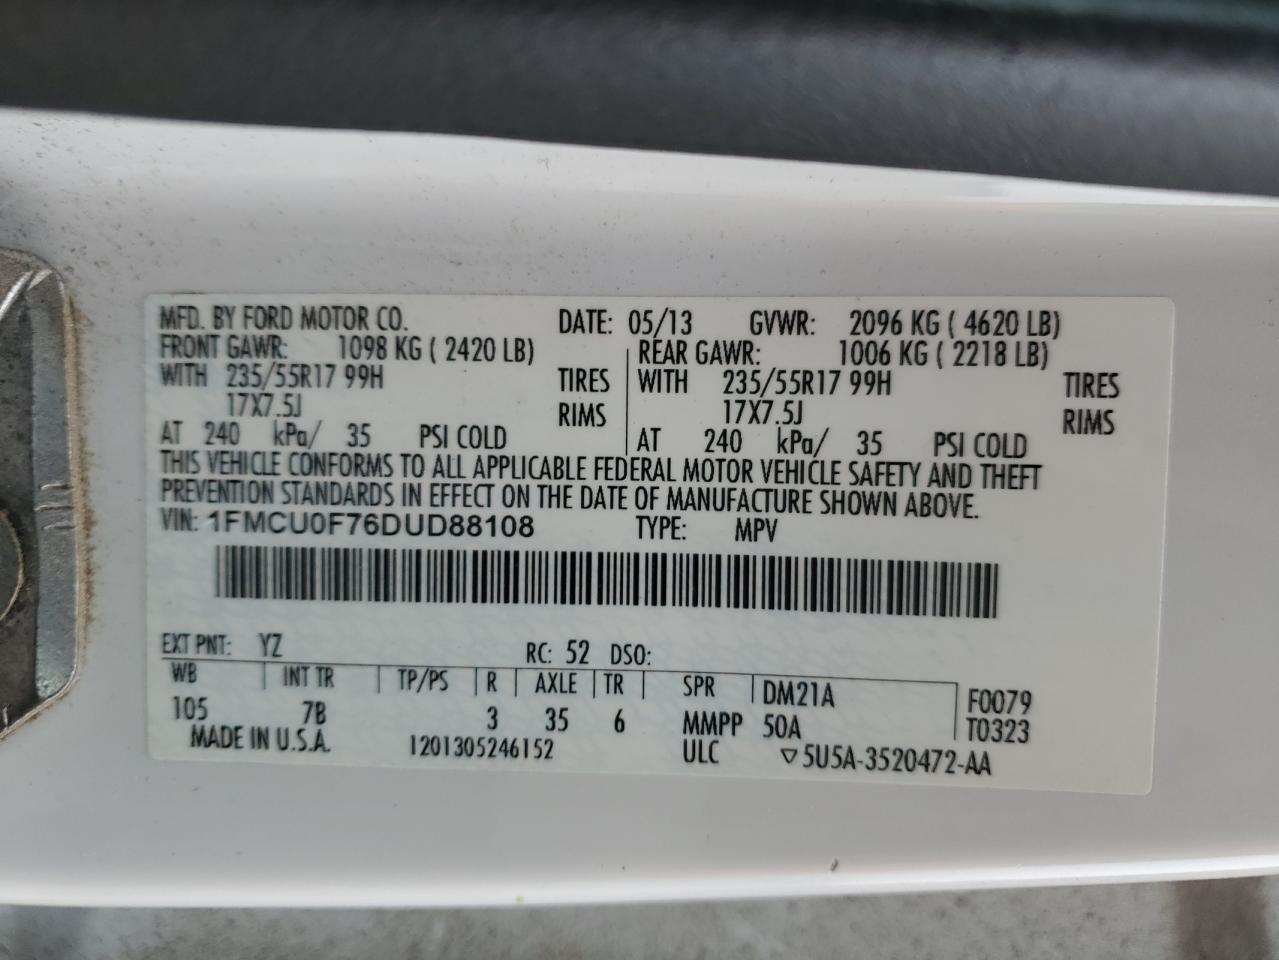 MFD. BY FORD MOTOR CO. DATE: 05/13 GVWR: 2096 KG ( 4620 LB)
FRONT GAWR: 1098 KG ( 2420 LB) REAR GAWR: 1006 KG ( 2218 LB)
WITH 235/55R17 99H TIRES WITH 235/55R17 99H TIRES
17X7.5J RIMS 17X7.5J RIMS
AT 240 kPa/ 35 PSI COLD AT 240 kPa/ 35 PSI COLD
THIS VEHICLE CONFORMS TO ALL APPLICABLE FEDERAL MOTOR VEHICLE SAFETY AND THEFT
PREVENTION STANDARDS IN EFFECT ON THE DATE OF MANUFACTURE SHOWN ABOVE.
VIN: 1FMCU0F76DUD88108 TYPE: MPV
EXT PNT: YZ RC: 52 DSO:
WB INT TR TP/PS R AXLE TR SPR DM21A F0079
105 7B 3 35 6 MMPP 50A T0323
MADE IN U.S.A. 1201305246152 ULC ▽5U5A-3520472-AA